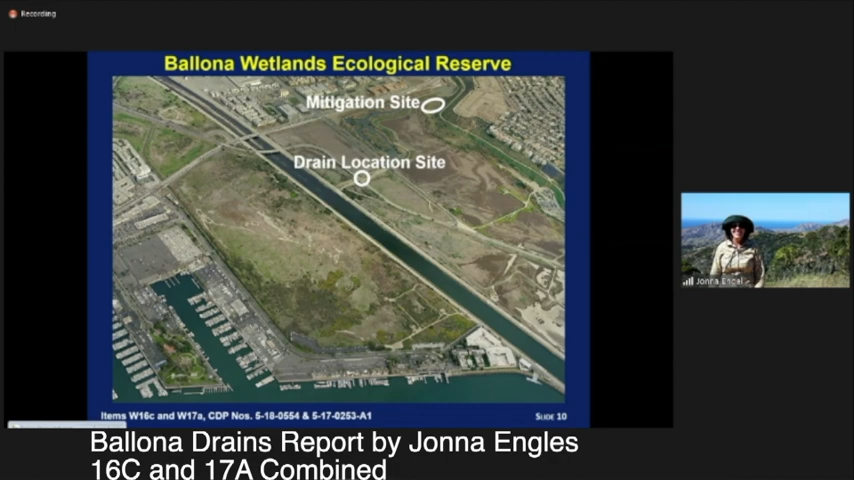 Recording
Ballona Wetlands Ecological Reserve
Mitigation Site
Drain Location Site
Jonna Engel
Items W16c and W17a, CDP Nos. 5-18-0554 & 5-17-0253-A1
SLIDE 10
Ballona Drains Report by Jonna Engles
16C and 17A Combined